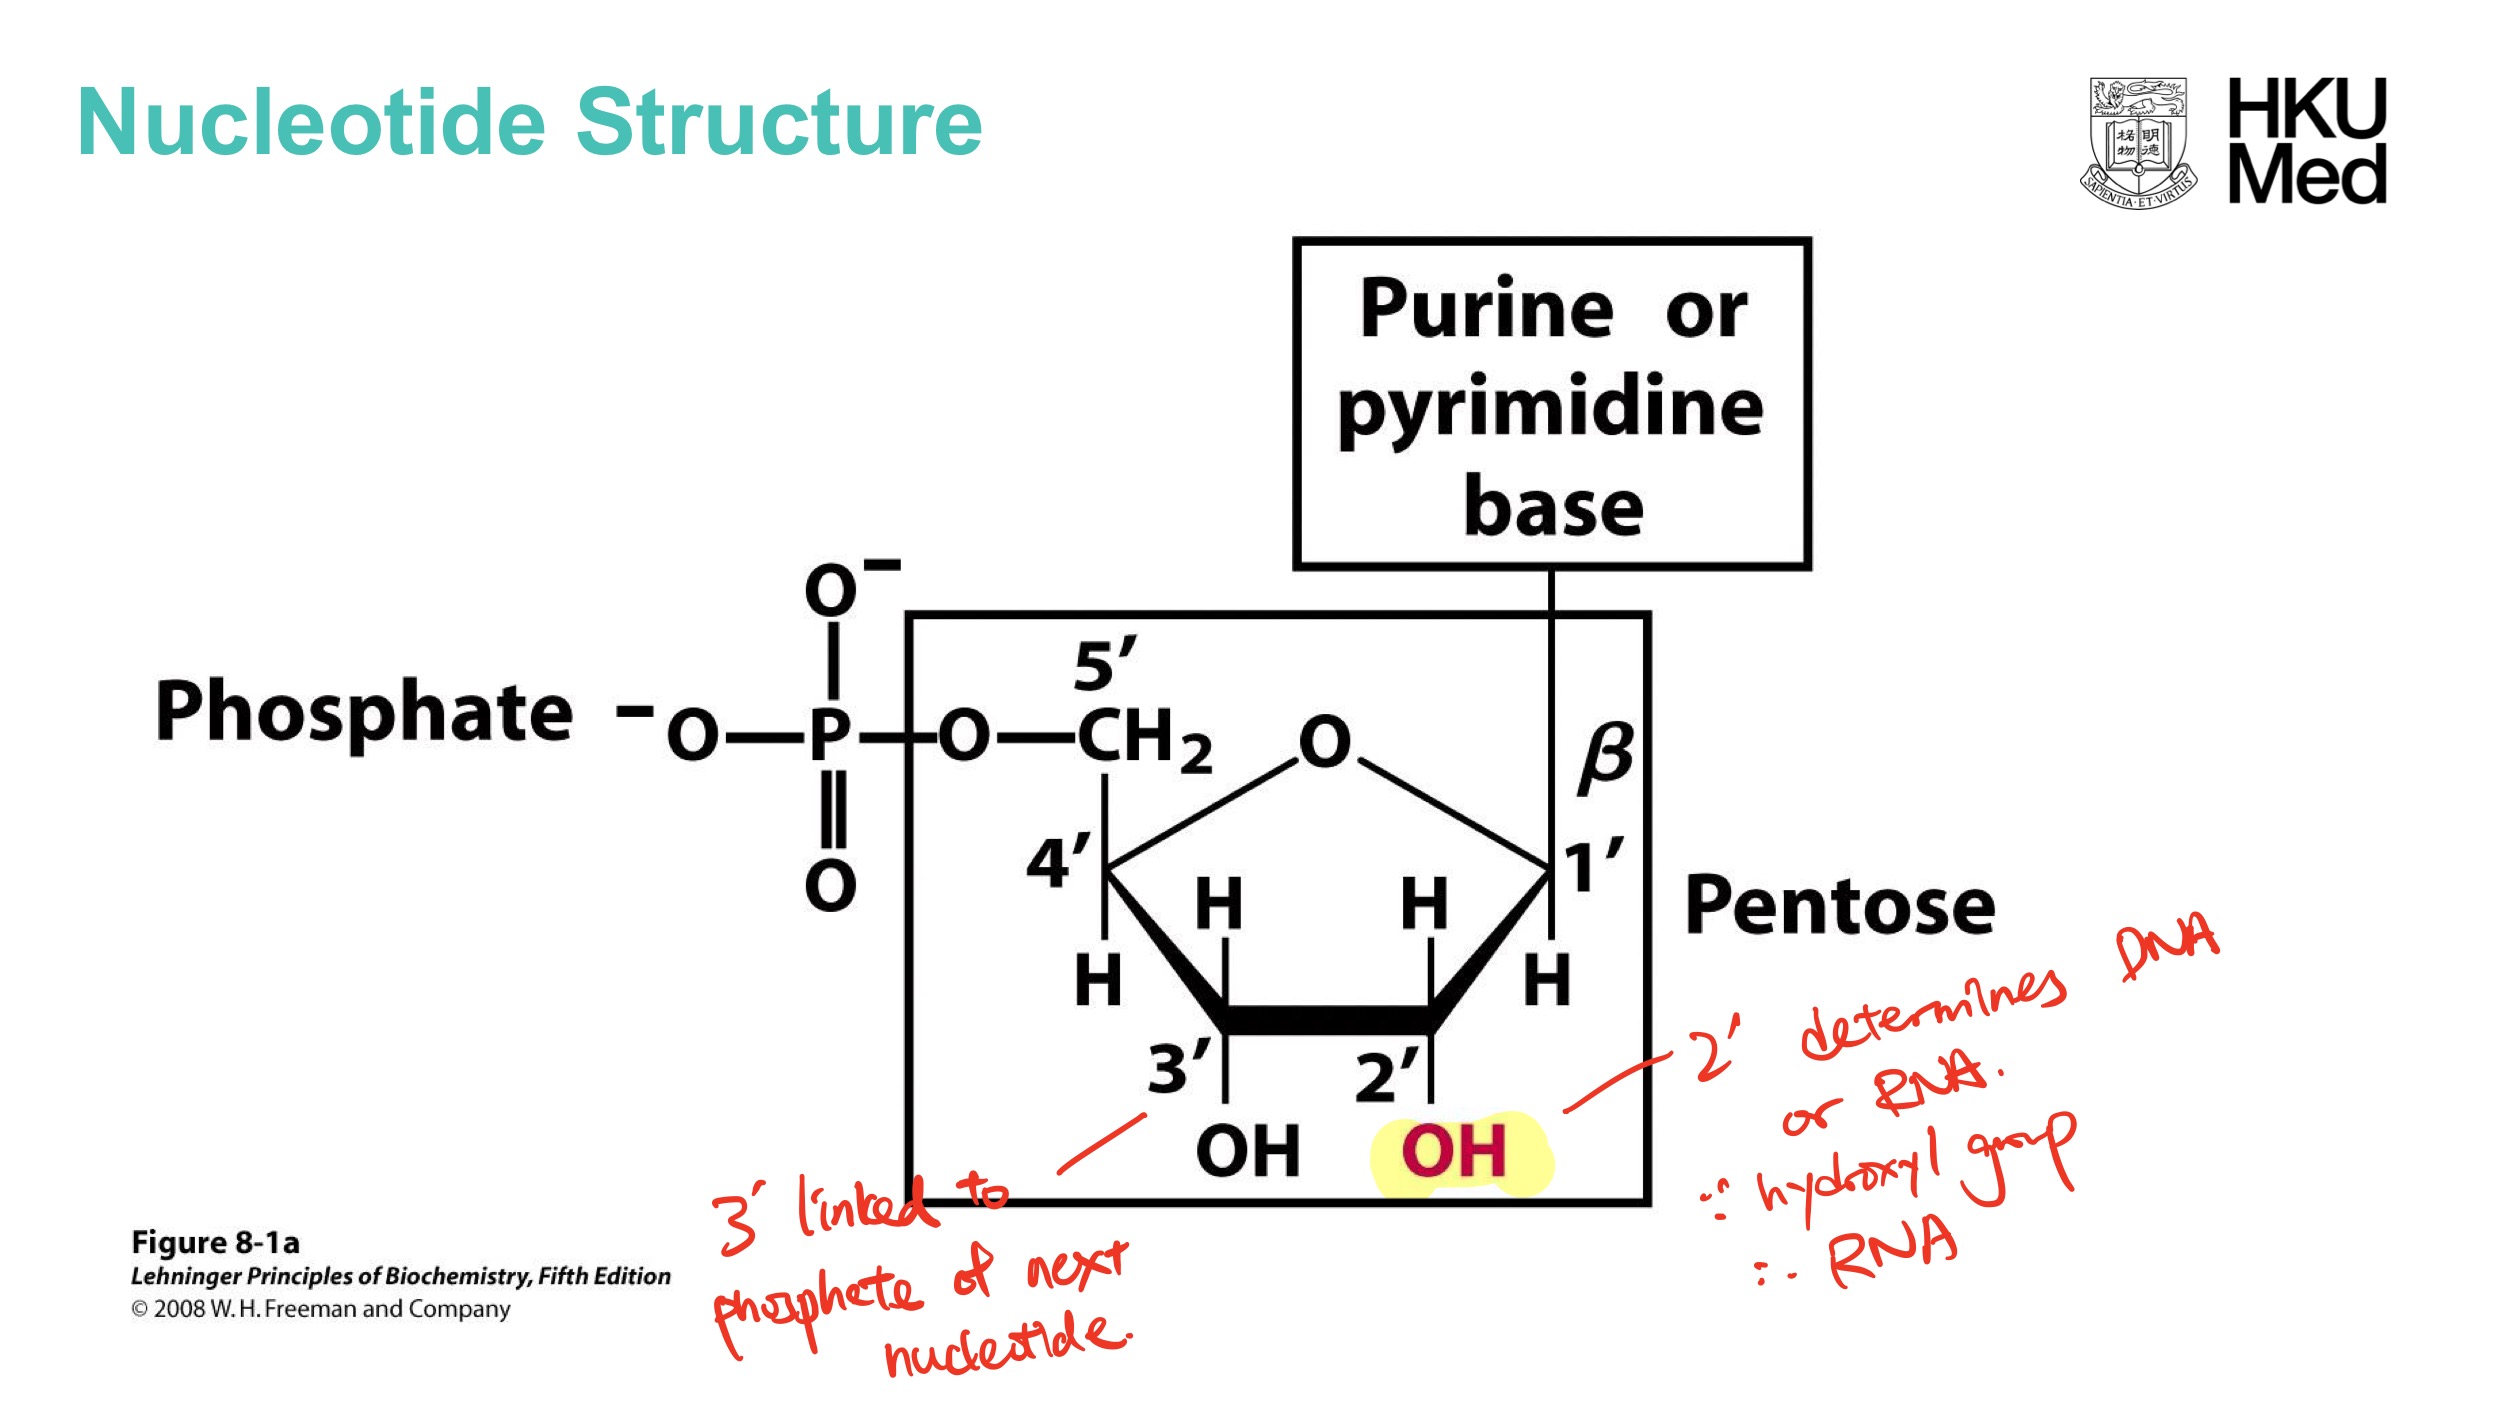 Nucleotide Structure
HKU
Med
格 明
物 德
SAPIENTIA·ET·VIRTUS
Purine or
pyrimidine
base
O−
5′
Phosphate −O—P—O—CH2 O β
O
4′ H H 1′
Pentose
H H
3′ 2′
OH OH
2' determines DNA
or RNA.
∵ hydroxyl group
∴ RNA
3' linked to
phosphate of next
nucleotide.
Figure 8-1a
Lehninger Principles of Biochemistry, Fifth Edition
© 2008 W. H. Freeman and Company